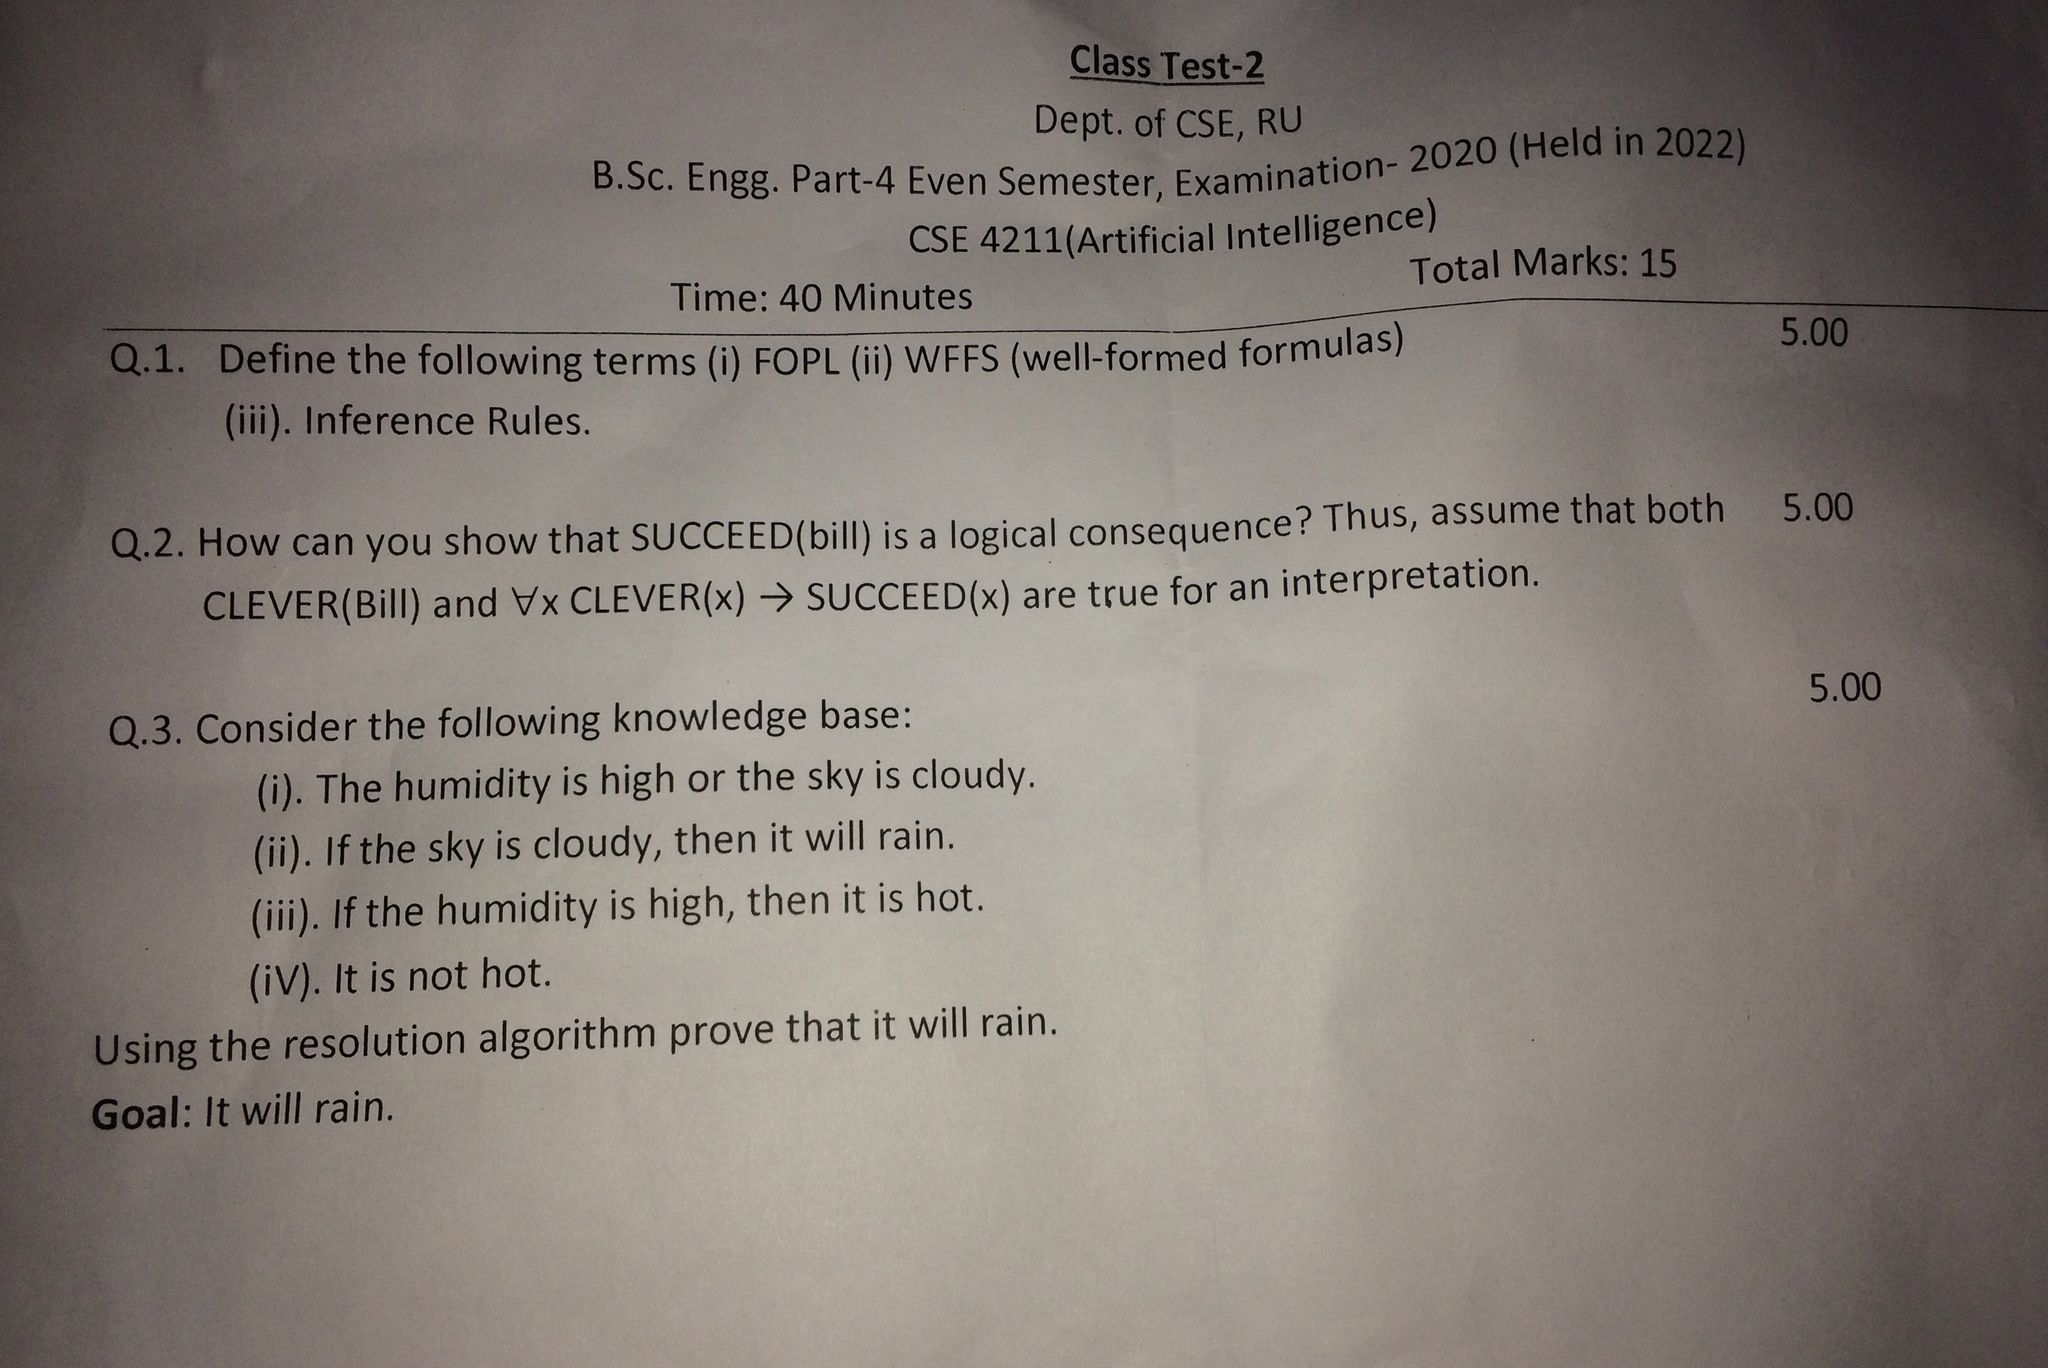 Class Test-2
Dept. of CSE, RU
B.Sc. Engg. Part-4 Even Semester, Examination- 2020 (Held in 2022)
CSE 4211(Artificial Intelligence)
Time: 40 Minutes Total Marks: 15
Q.1. Define the following terms (i) FOPL (ii) WFFS (well-formed formulas) 5.00
(iii). Inference Rules.
Q.2. How can you show that SUCCEED(bill) is a logical consequence? Thus, assume that both 5.00
CLEVER(Bill) and ∀x CLEVER(x) → SUCCEED(x) are true for an interpretation.
Q.3. Consider the following knowledge base: 5.00
(i). The humidity is high or the sky is cloudy.
(ii). If the sky is cloudy, then it will rain.
(iii). If the humidity is high, then it is hot.
(iV). It is not hot.
Using the resolution algorithm prove that it will rain.
Goal: It will rain.